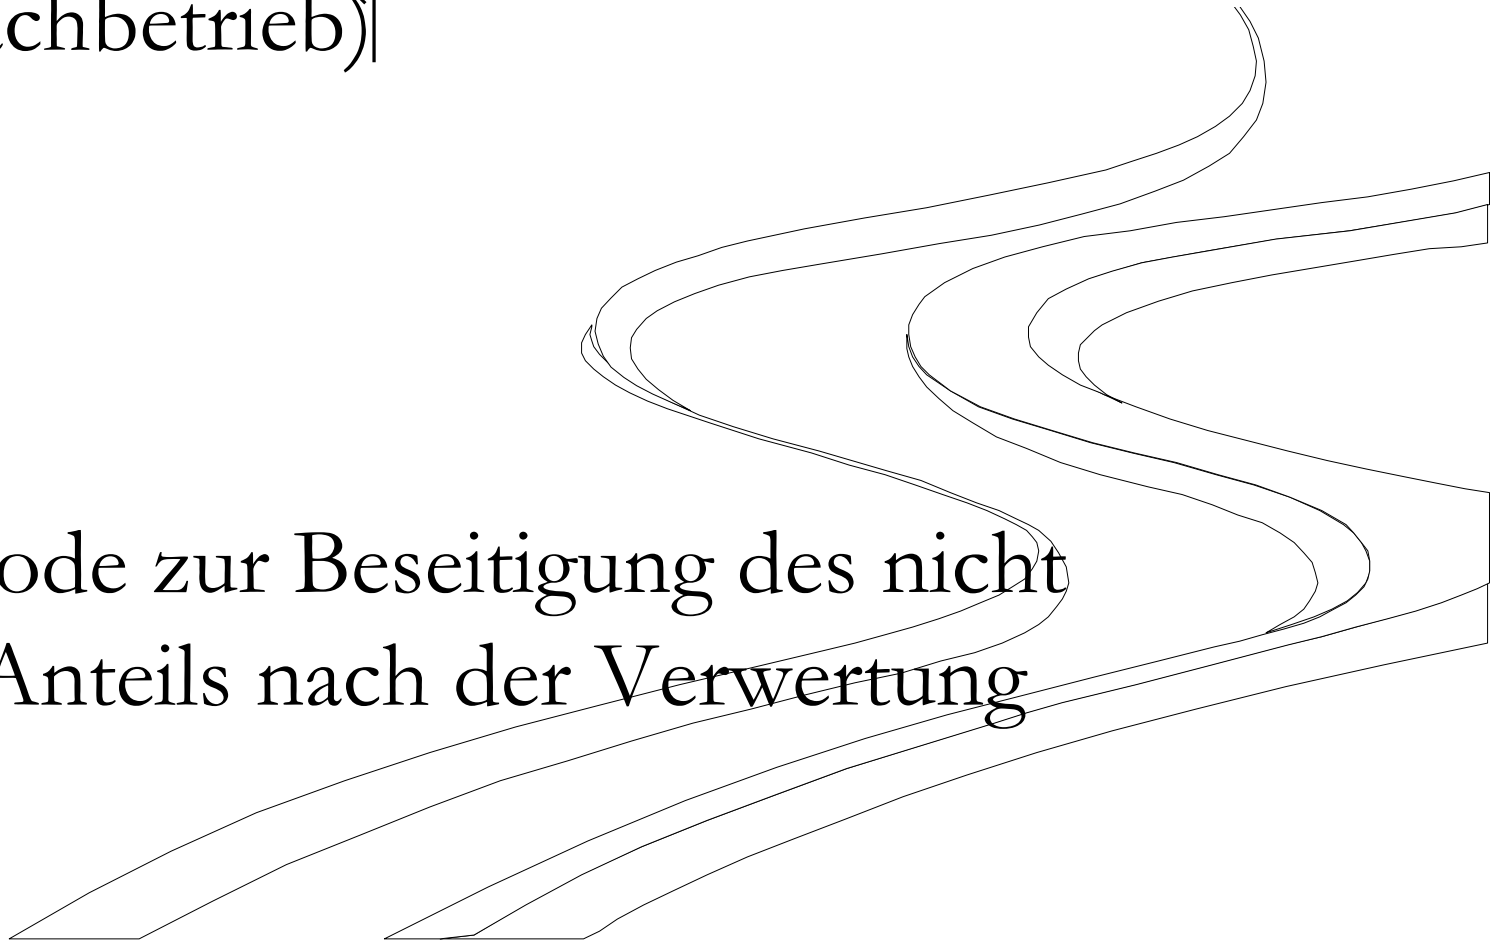 chbetrieb)
ode zur Beseitigung des nicht
Anteils nach der Verwertung